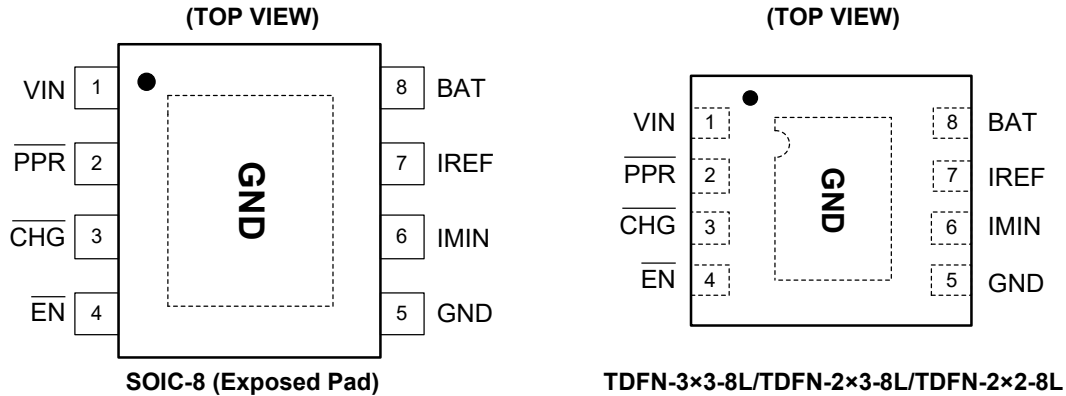 (TOP VIEW)
VIN 1 8 BAT
PPR 2 7 IREF
CHG 3 6 IMIN
EN 4 5 GND
GND
SOIC-8 (Exposed Pad)
(TOP VIEW)
VIN 1 8 BAT
PPR 2 7 IREF
CHG 3 6 IMIN
EN 4 5 GND
GND
TDFN-3×3-8L/TDFN-2×3-8L/TDFN-2×2-8L